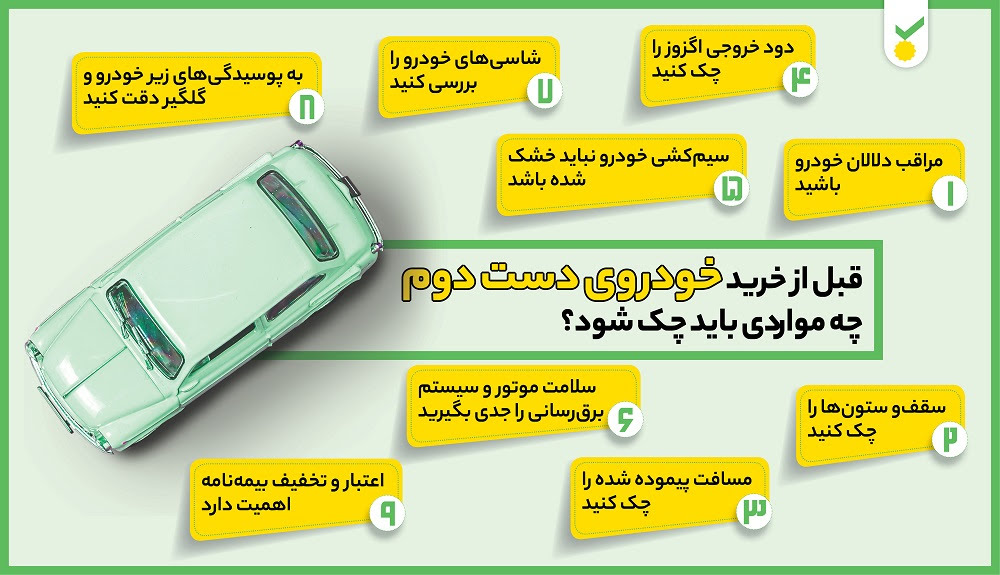 قبل از خرید خودروی دست دوم
چه مواردی باید چک شود؟
۱
مراقب دلالان خودرو
باشید
۲
سقف‌و ستون‌ها را
چک کنید
۳
مسافت پیموده شده را
چک کنید
۴
دود خروجی اگزوز را
چک کنید
۵
سیم‌کشی خودرو نباید خشک
شده باشد
۶
سلامت موتور و سیستم
برق‌رسانی را جدی بگیرید
۷
شاسی‌های خودرو را
بررسی کنید
۸
به پوسیدگی‌های زیر خودرو و
گلگیر دقت کنید
۹
اعتبار و تخفیف بیمه‌نامه
اهمیت دارد